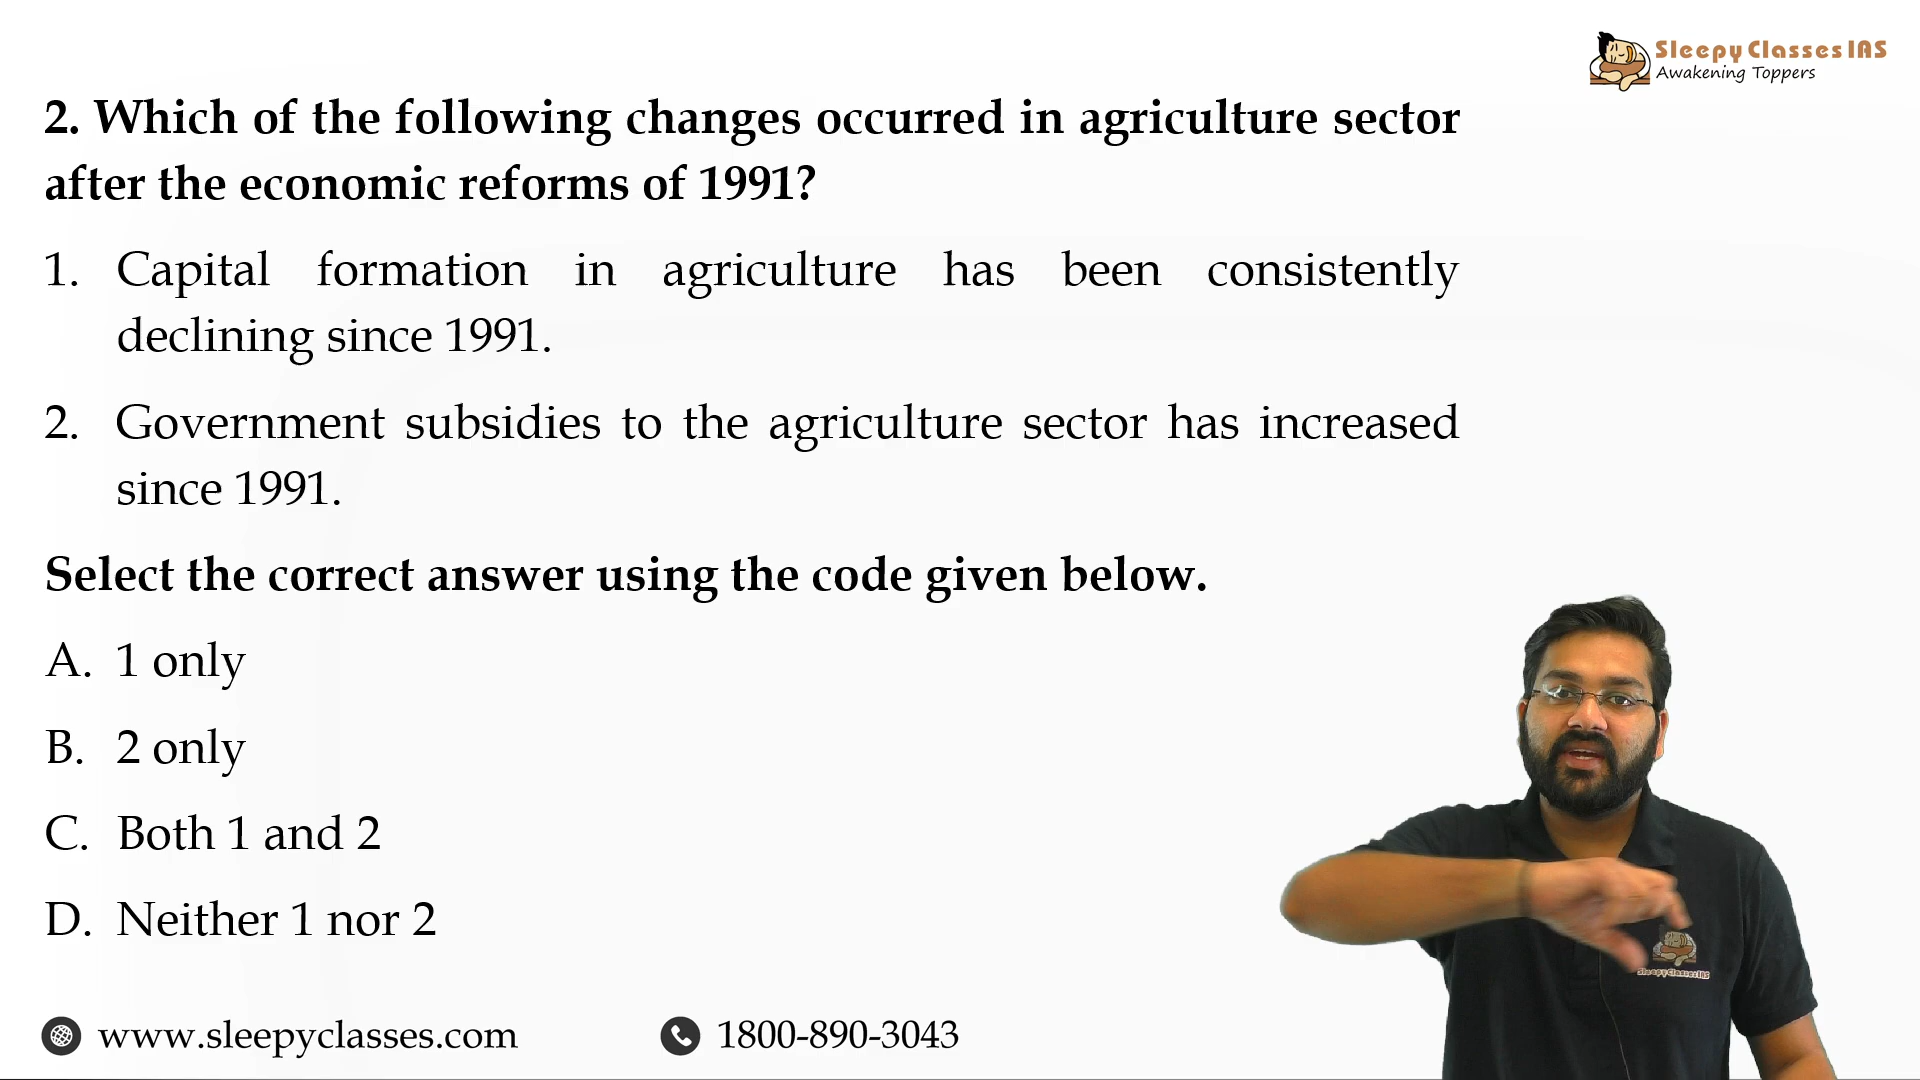 Sleepy Classes IAS
Awakening Toppers
2. Which of the following changes occurred in agriculture sector
after the economic reforms of 1991?
1. Capital formation in agriculture has been consistently
declining since 1991.
2. Government subsidies to the agriculture sector has increased
since 1991.
Select the correct answer using the code given below.
A. 1 only
B. 2 only
C. Both 1 and 2
D. Neither 1 nor 2
Sleepy Classes IAS
www.sleepyclasses.com
1800-890-3043